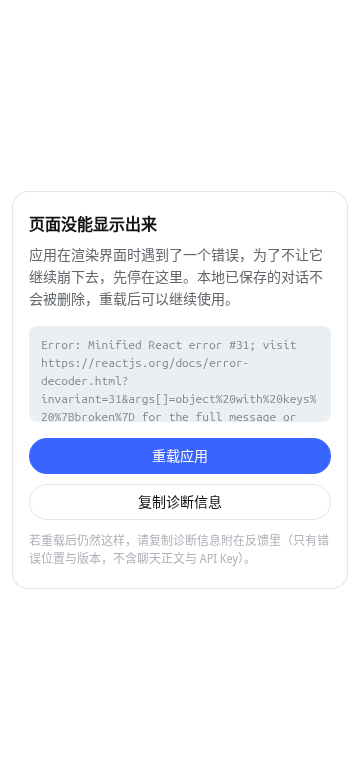 页面没能显示出来
应用在渲染界面时遇到了一个错误，为了不让它
继续崩下去，先停在这里。本地已保存的对话不
会被删除，重载后可以继续使用。
Error: Minified React error #31; visit
https://reactjs.org/docs/error-
decoder.html?
invariant=31&args[]=object%20with%20keys%
20%7Bbroken%7D for the full message or
重载应用
复制诊断信息
若重载后仍然这样，请复制诊断信息附在反馈里（只有错
误位置与版本，不含聊天正文与 API Key）。